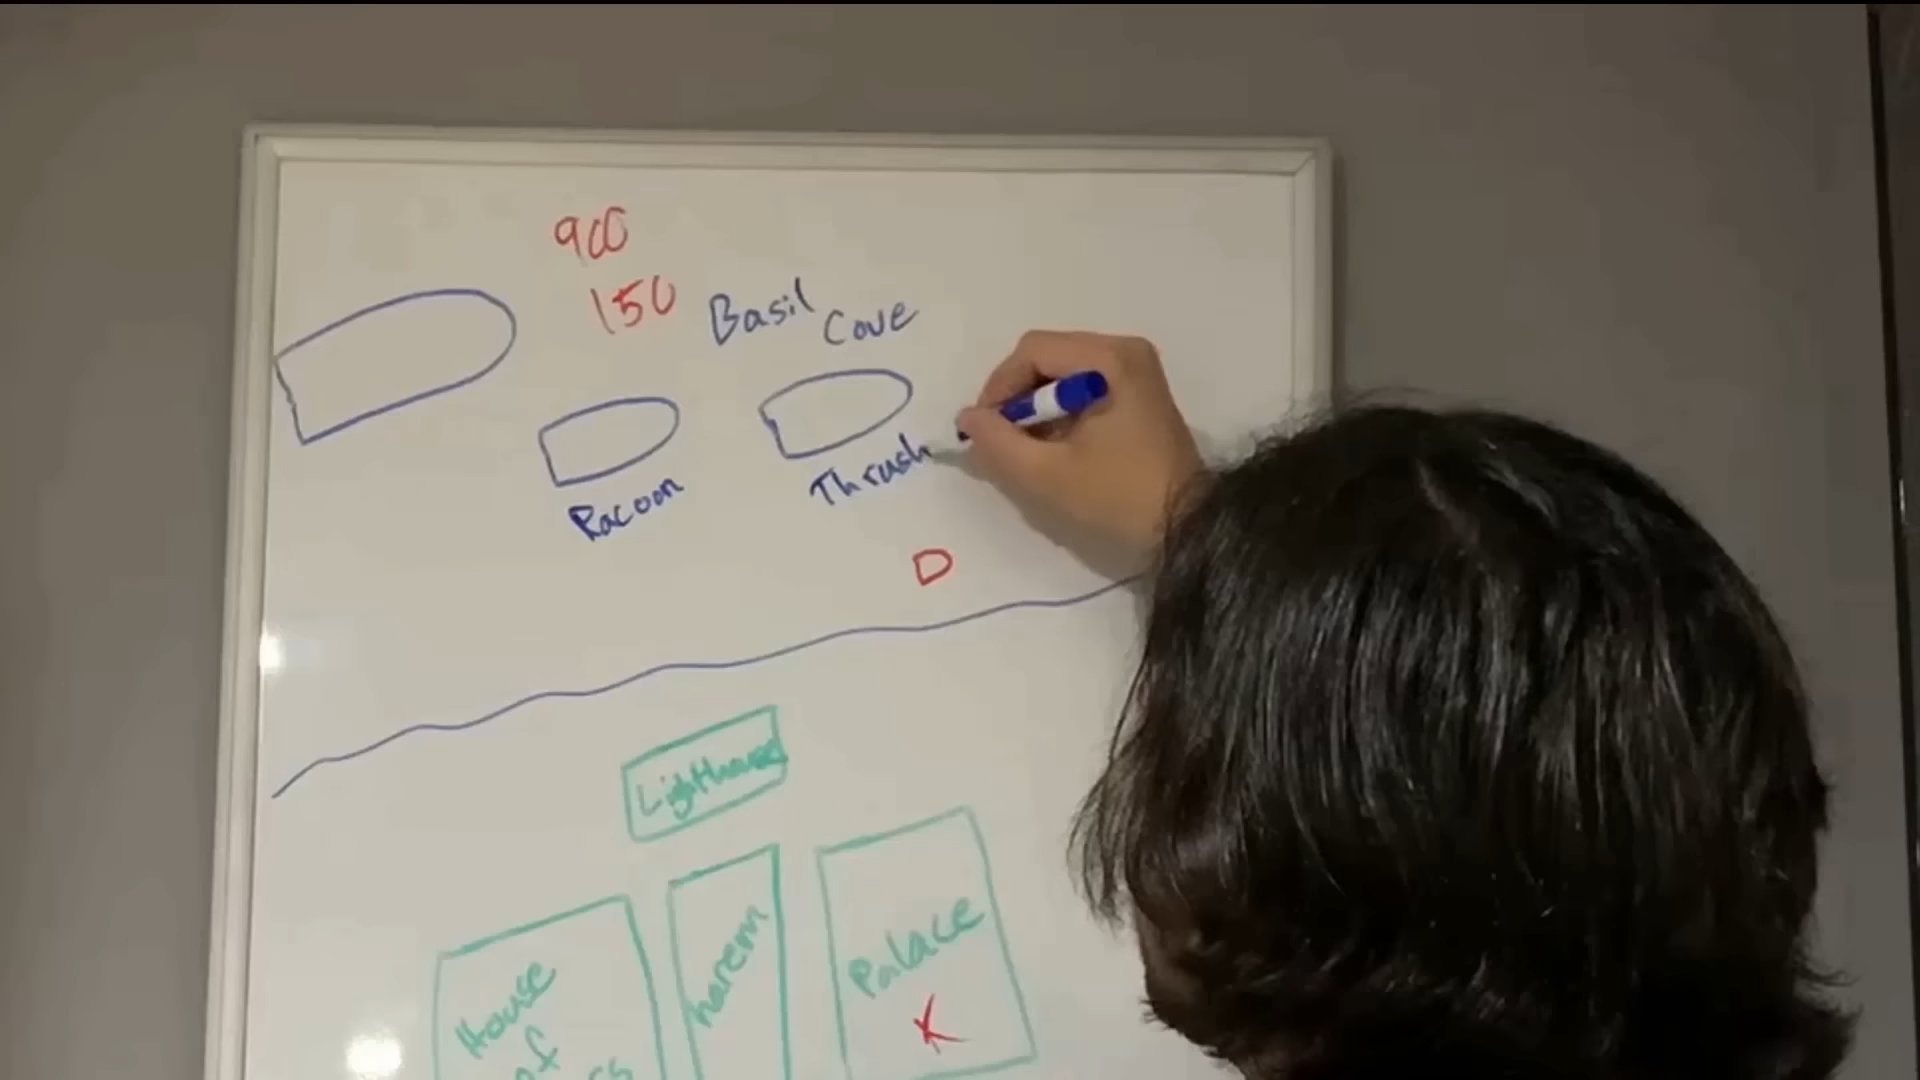 900
150
Basil
Cove
Racoon
Thrush
D
Lighthouse
House
of
harem
Palace
K